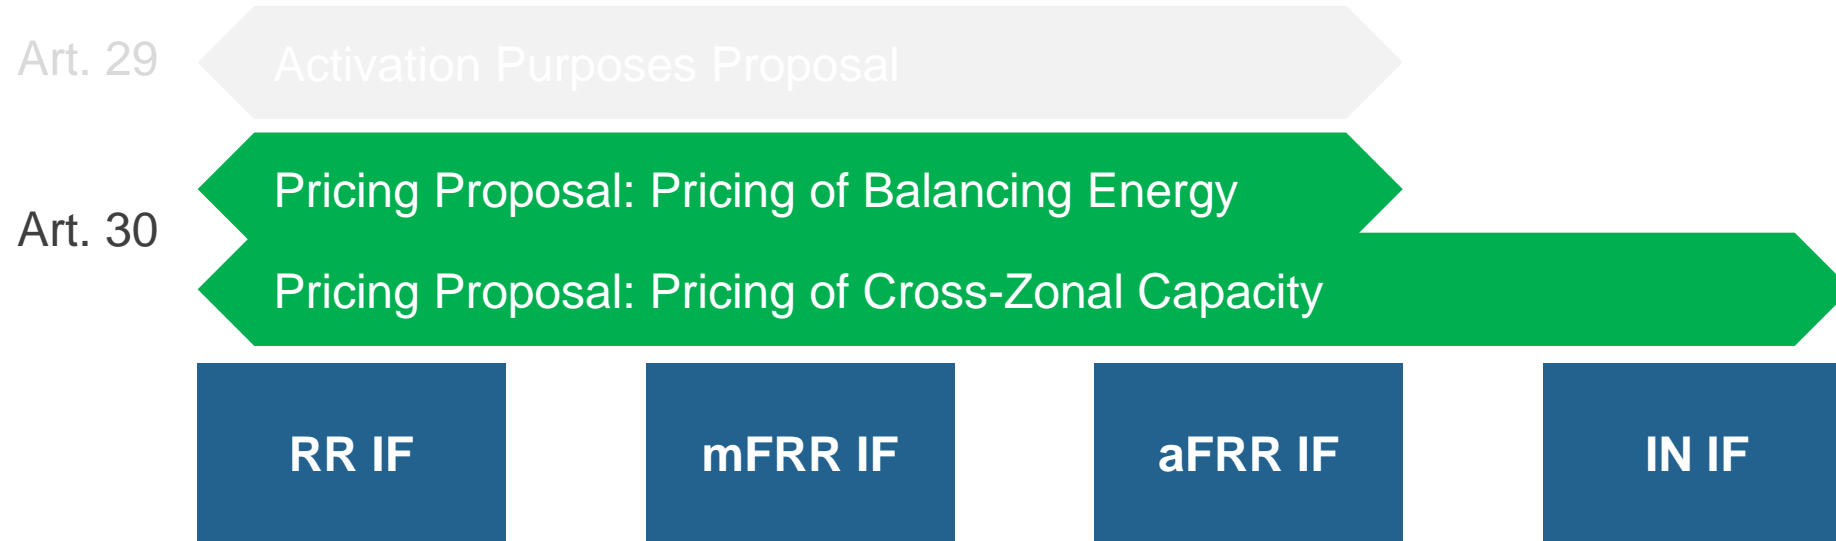 Art. 29
Activation Purposes Proposal
Art. 30
Pricing Proposal: Pricing of Balancing Energy
Pricing Proposal: Pricing of Cross-Zonal Capacity
RR IF
mFRR IF
aFRR IF
IN IF